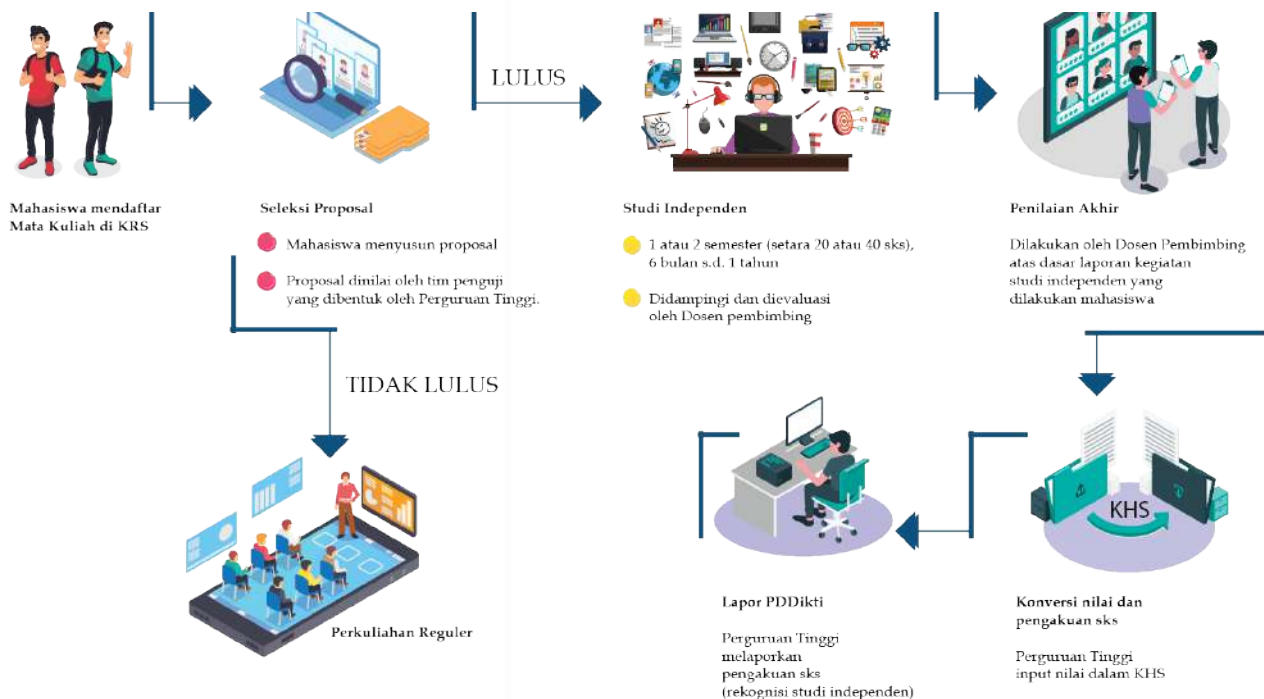 LULUS
Mahasiswa mendaftar
Mata Kuliah di KRS
Seleksi Proposal
Mahasiswa menyusun proposal
Proposal dinilai oleh tim penguji
yang dibentuk oleh Perguruan Tinggi.
Studi Independen
1 atau 2 semester (setara 20 atau 40 sks),
6 bulan s.d. 1 tahun
Didampingi dan dievaluasi
oleh Dosen pembimbing
Penilaian Akhir
Dilakukan oleh Dosen Pembimbing
atas dasar laporan kegiatan
studi independen yang
dilakukan mahasiswa
TIDAK LULUS
Perkuliahan Reguler
KHS
Konversi nilai dan
pengakuan sks
Perguruan Tinggi
input nilai dalam KHS
Lapor PDDikti
Perguruan Tinggi
melaporkan
pengakuan sks
(rekognisi studi independen)